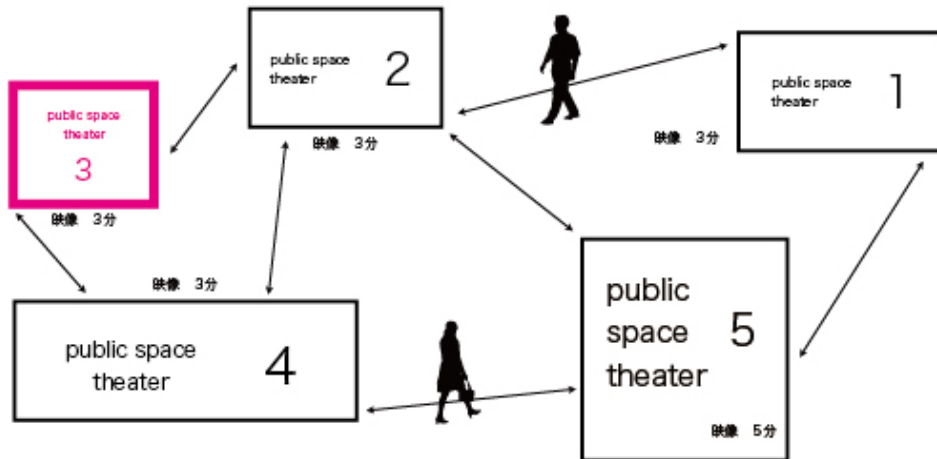 public space
theater
2
映像 3分
public space
theater
1
映像 3分
public space
theater
3
映像 3分
映像 3分
public space
theater
4
public
space
theater
5
映像 5分